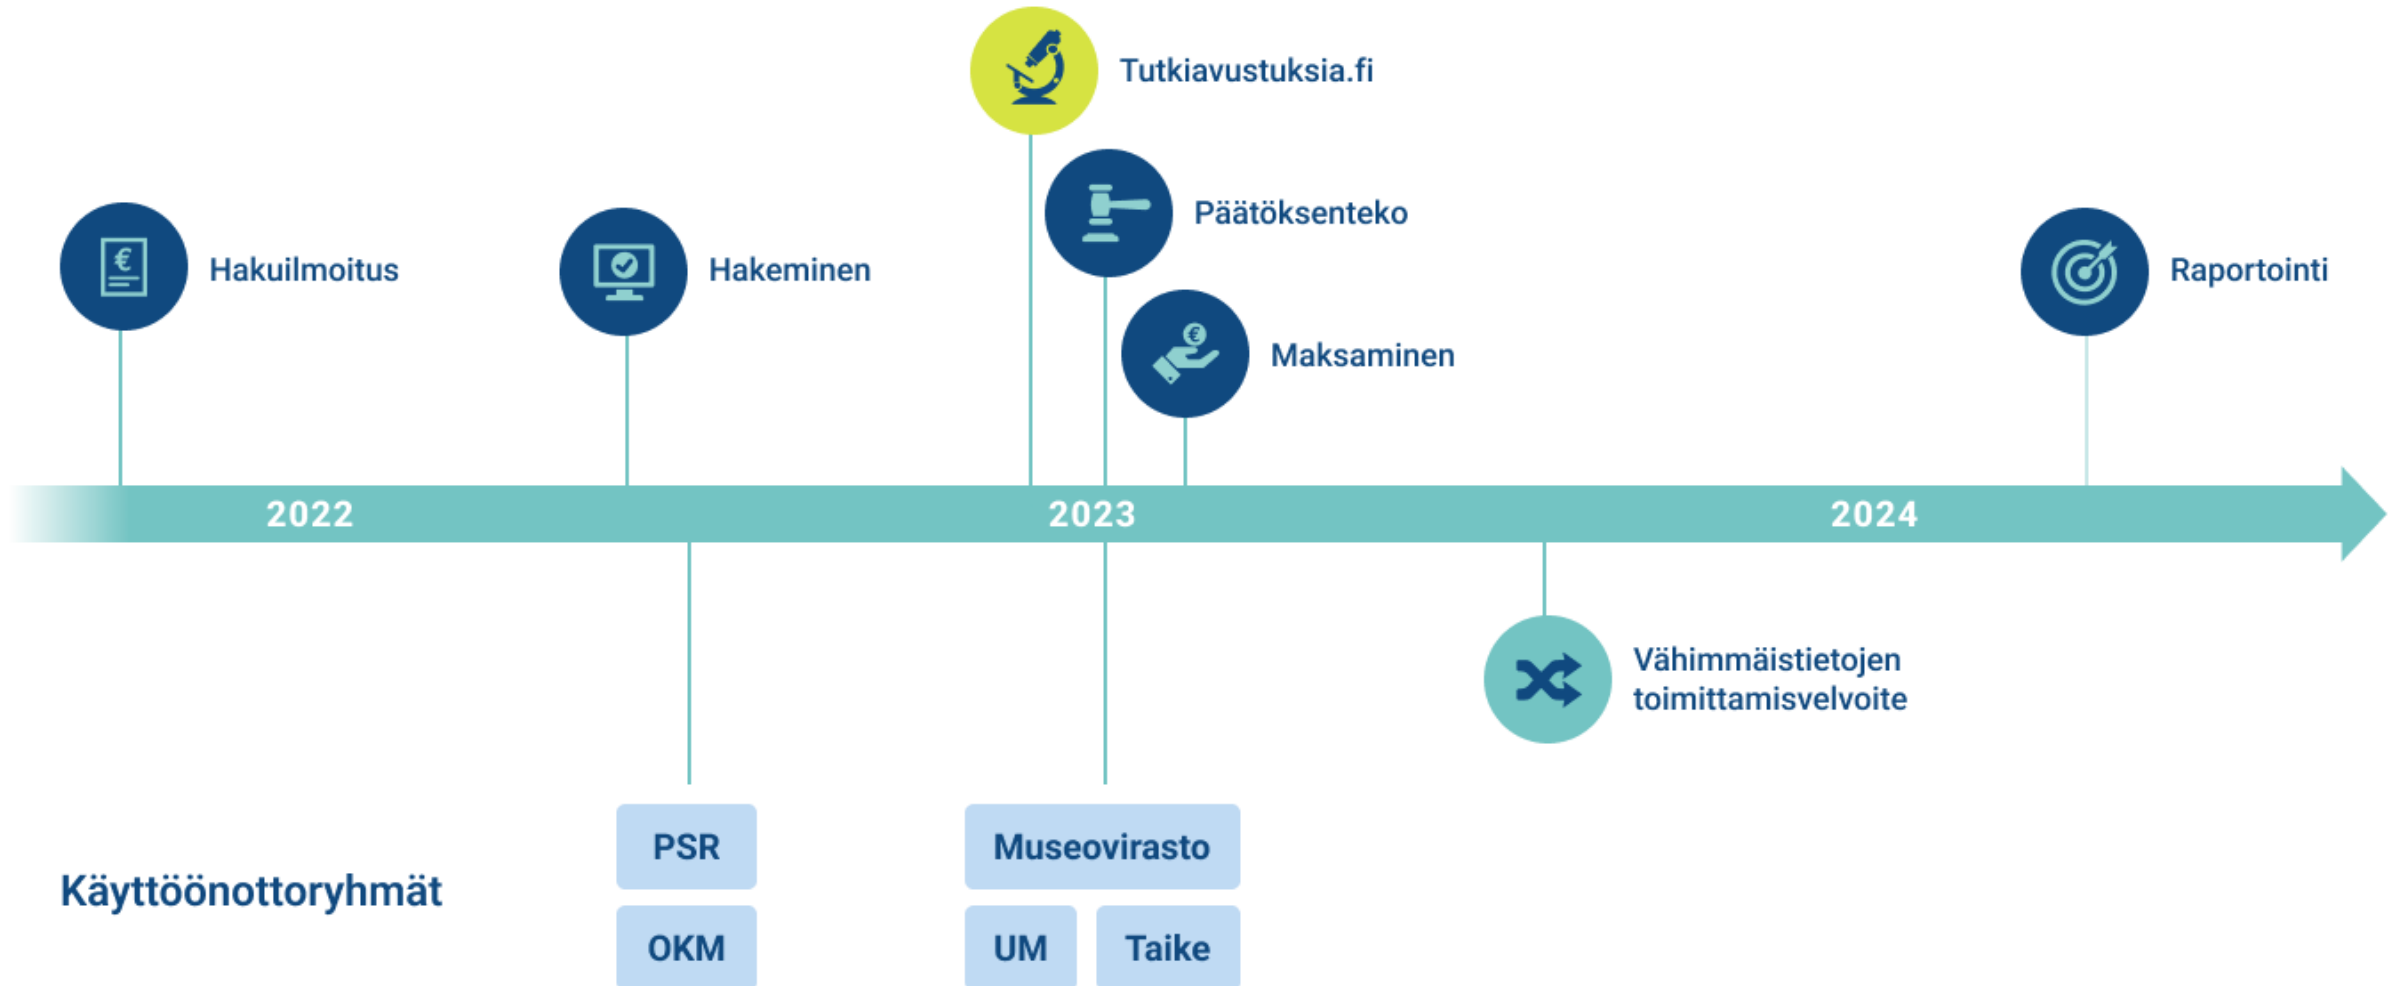 Tutkiavustuksia.fi
Päätöksenteko
Hakuilmoitus
Hakeminen
Raportointi
Maksaminen
2022
2023
2024
Vähimmäistietojen
toimittamisvelvoite
Käyttöönottoryhmät
PSR
Museovirasto
OKM
UM
Taike